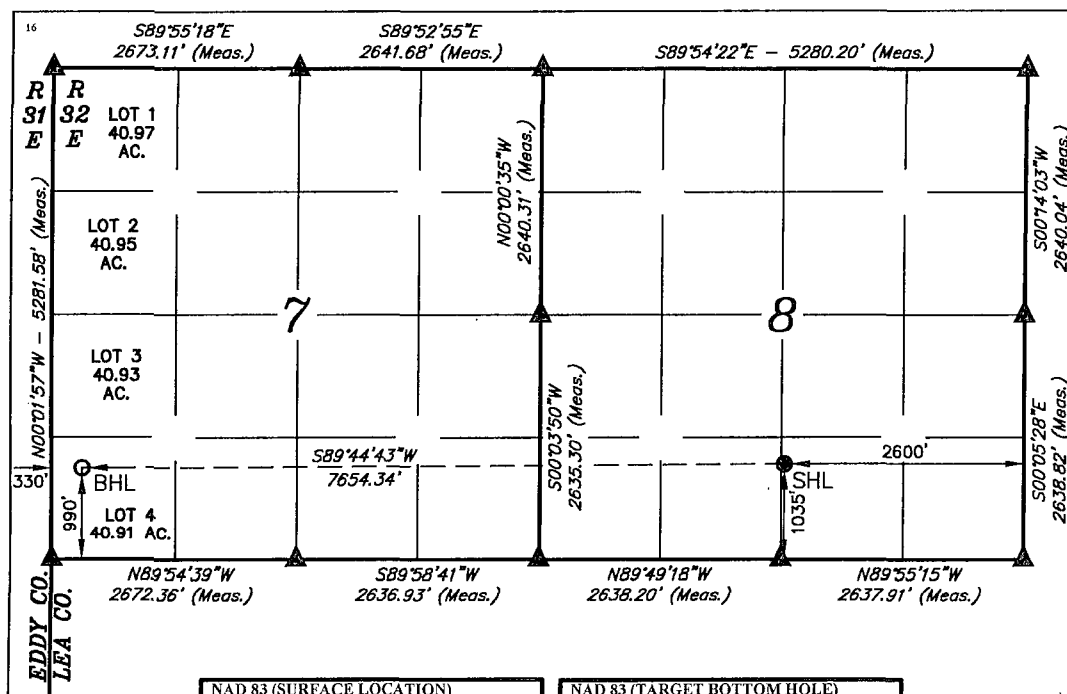 16
S89°55'18"E
2673.11' (Meas.)
S89°52'55"E
2641.68' (Meas.)
S89°54'22"E – 5280.20' (Meas.)
R R
31 32
E E
LOT 1
40.97
AC.
LOT 2
40.95
AC.
LOT 3
40.93
AC.
LOT 4
40.91 AC.
N00°01'57"W – 5281.58' (Meas.)
7
8
N00°00'35"W
2640.31' (Meas.)
S00°14'03"W
2640.04' (Meas.)
S00°03'50"W
2635.30' (Meas.)
S00°05'28"E
2638.82' (Meas.)
S89°44'43"W
7654.34'
2600'
330'
BHL
990'
SHL
1035'
N89°54'39"W
2672.36' (Meas.)
S89°58'41"W
2636.93' (Meas.)
N89°49'18"W
2638.20' (Meas.)
N89°55'15"W
2637.91' (Meas.)
EDDY CO.
LEA CO.
NAD 83 (SURFACE LOCATION)
NAD 83 (TARGET BOTTOM HOLE)